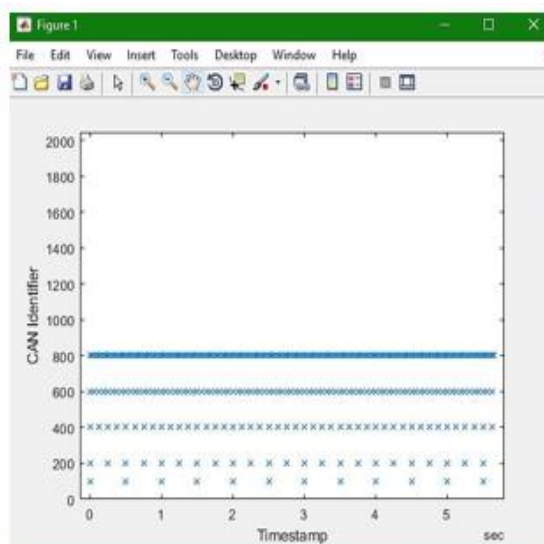 Figure 1
File Edit View Insert Tools Desktop Window Help
2000
1800
1600
1400
1200
1000
800
600
400
200
0
CAN Identifier
0 1 2 3 4 5
Timestamp
sec